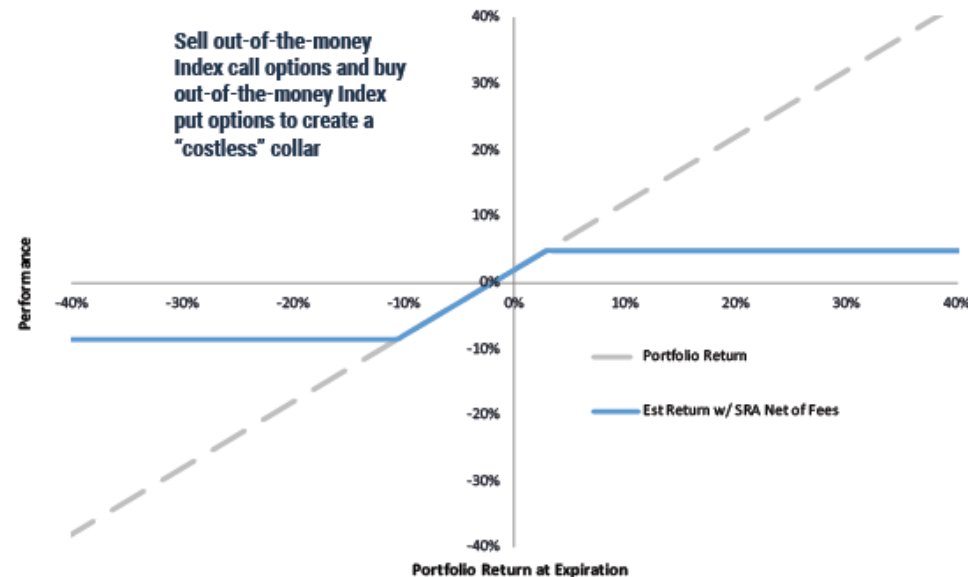 Sell out-of-the-money
Index call options and buy
out-of-the-money Index
put options to create a
“costless” collar
40%
30%
20%
10%
0%
-10%
-20%
-30%
-40%
Performance
-40%
-30%
-20%
-10%
0%
10%
20%
30%
40%
Portfolio Return
Est Return w/ SRA Net of Fees
Portfolio Return at Expiration